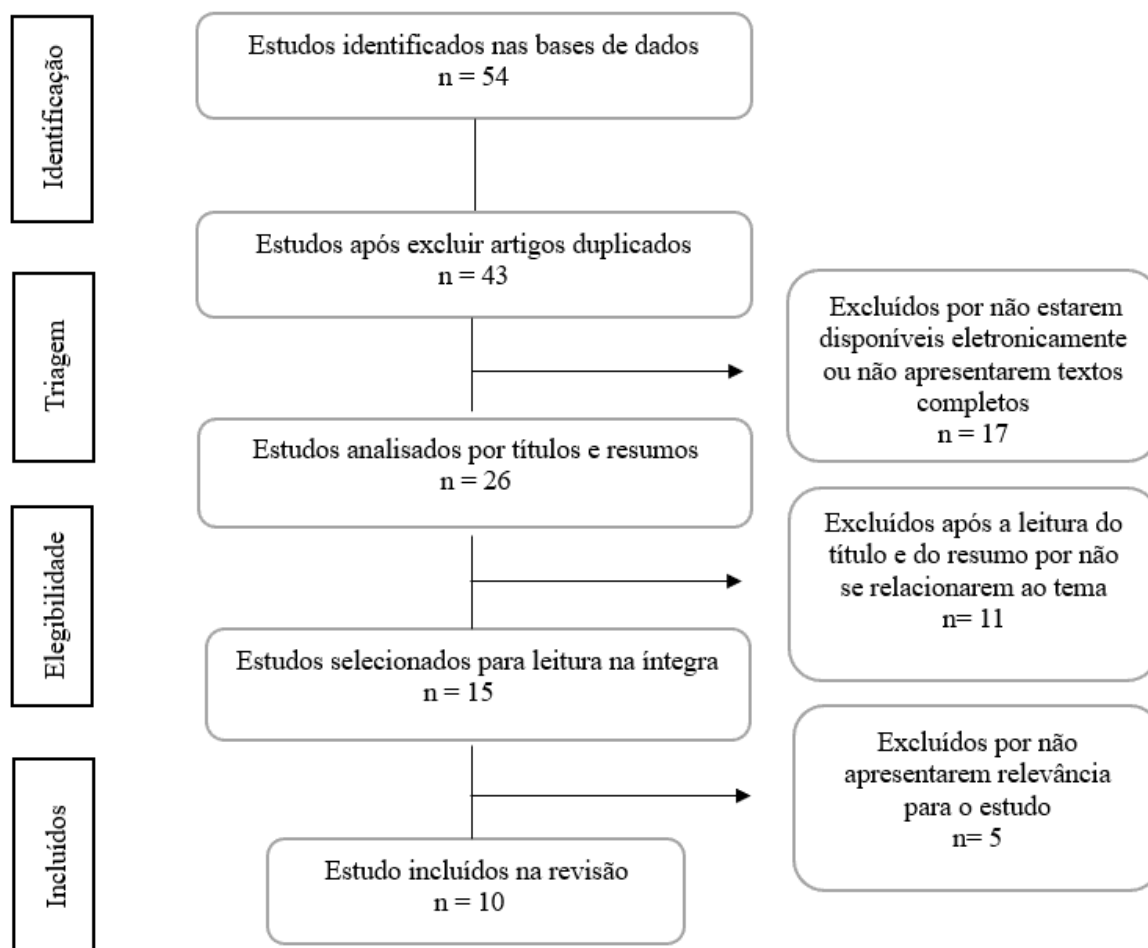 Identificação
Estudos identificados nas bases de dados
n = 54
Estudos após excluir artigos duplicados
n = 43
Triagem
Excluídos por não estarem
disponíveis eletronicamente
ou não apresentarem textos
completos
n = 17
Estudos analisados por títulos e resumos
n = 26
Elegibilidade
Excluídos após a leitura do
título e do resumo por não
se relacionarem ao tema
n= 11
Estudos selecionados para leitura na íntegra
n = 15
Excluídos por não
apresentarem relevância
para o estudo
n= 5
Incluídos
Estudo incluídos na revisão
n = 10